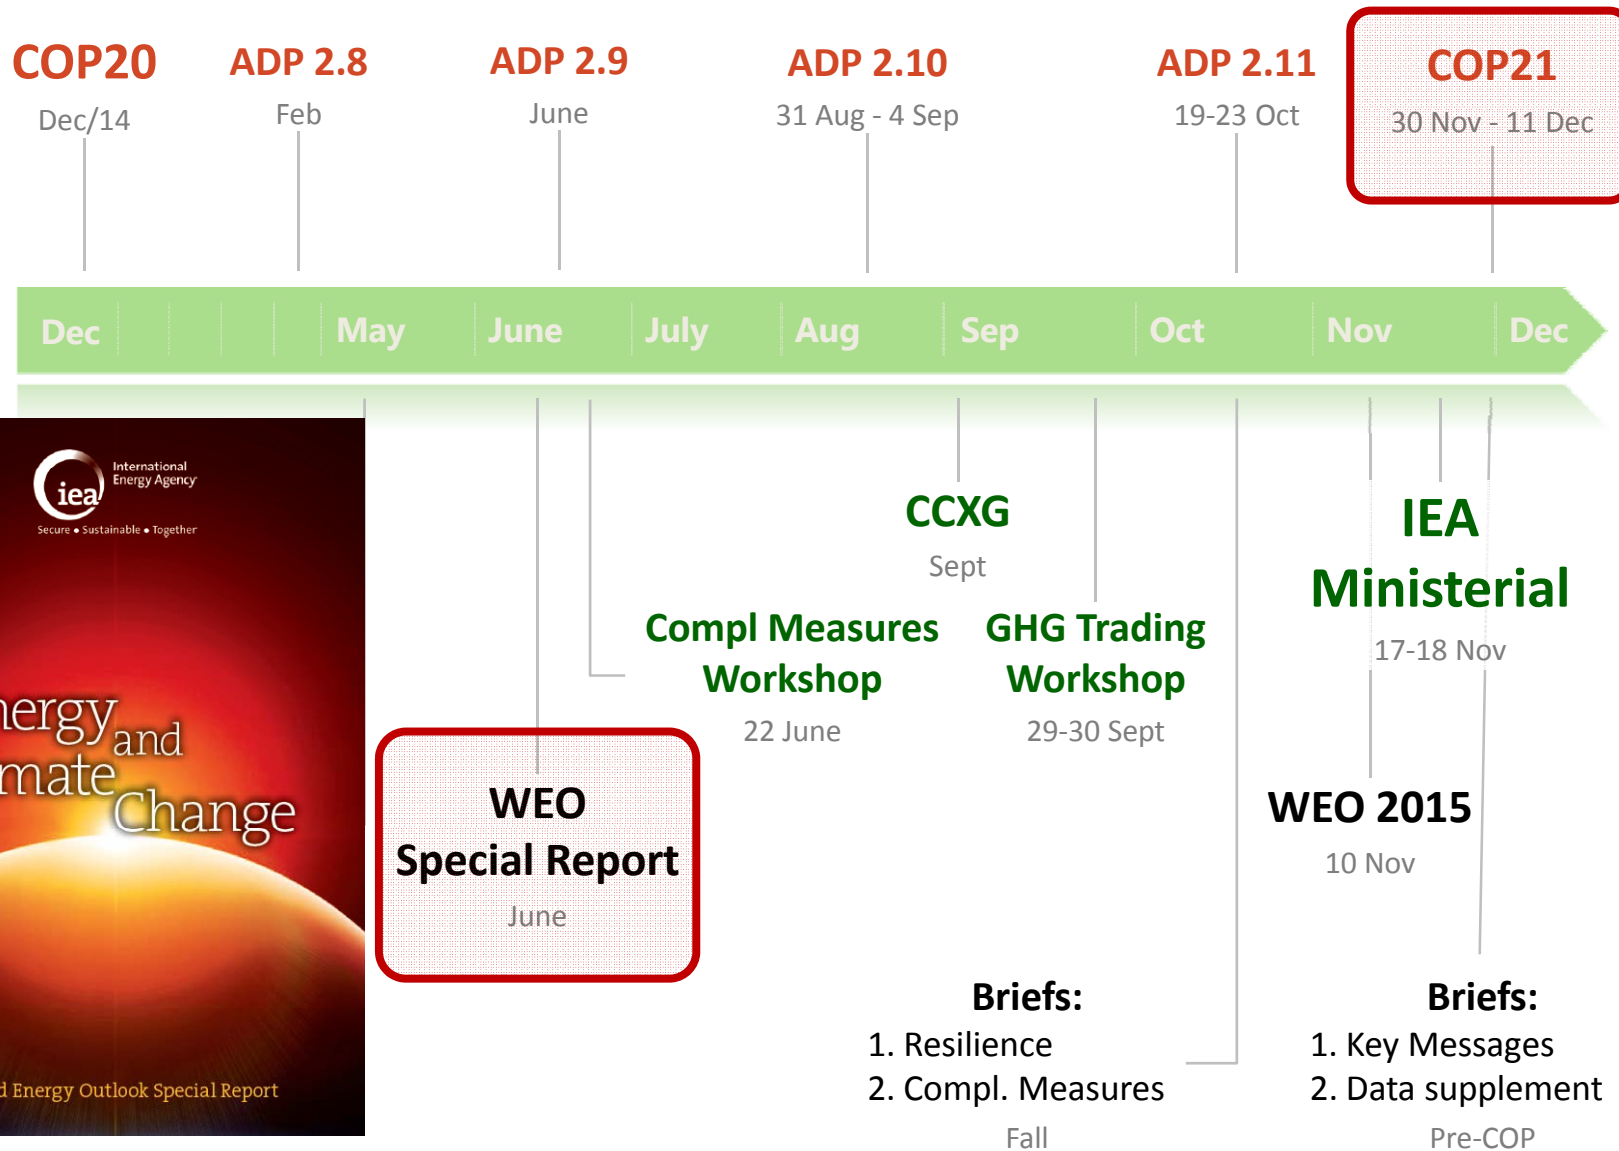 COP20
Dec/14
ADP 2.8
Feb
ADP 2.9
June
ADP 2.10
31 Aug - 4 Sep
ADP 2.11
19-23 Oct
COP21
30 Nov - 11 Dec
Dec May June July Aug Sep Oct Nov Dec
iea
International
Energy Agency
Secure • Sustainable • Together
nergy
and
mate
Change
d Energy Outlook Special Report
CCXG
Sept
Compl Measures
Workshop
22 June
GHG Trading
Workshop
29-30 Sept
IEA
Ministerial
17-18 Nov
WEO
Special Report
June
WEO 2015
10 Nov
Briefs:
1. Resilience
2. Compl. Measures
Fall
Briefs:
1. Key Messages
2. Data supplement
Pre-COP